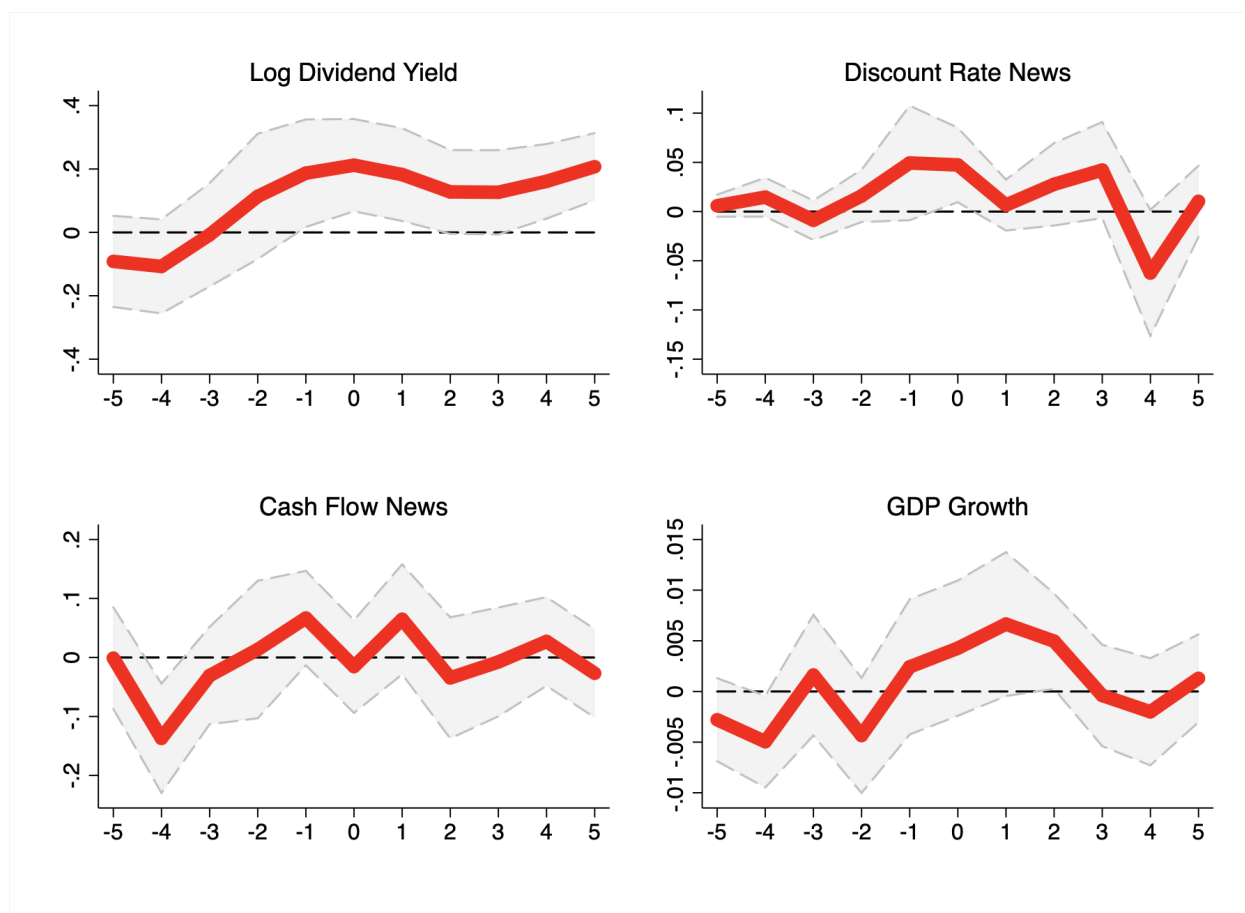 Log Dividend Yield
.4
.2
0
-.2
-.4
-5 -4 -3 -2 -1 0 1 2 3 4 5
Discount Rate News
.1
.05
0
-.05
-.1
-.15
-5 -4 -3 -2 -1 0 1 2 3 4 5
Cash Flow News
.2
.1
0
-.1
-.2
-5 -4 -3 -2 -1 0 1 2 3 4 5
GDP Growth
.015
.01
.005
0
-.005
-.01
-5 -4 -3 -2 -1 0 1 2 3 4 5